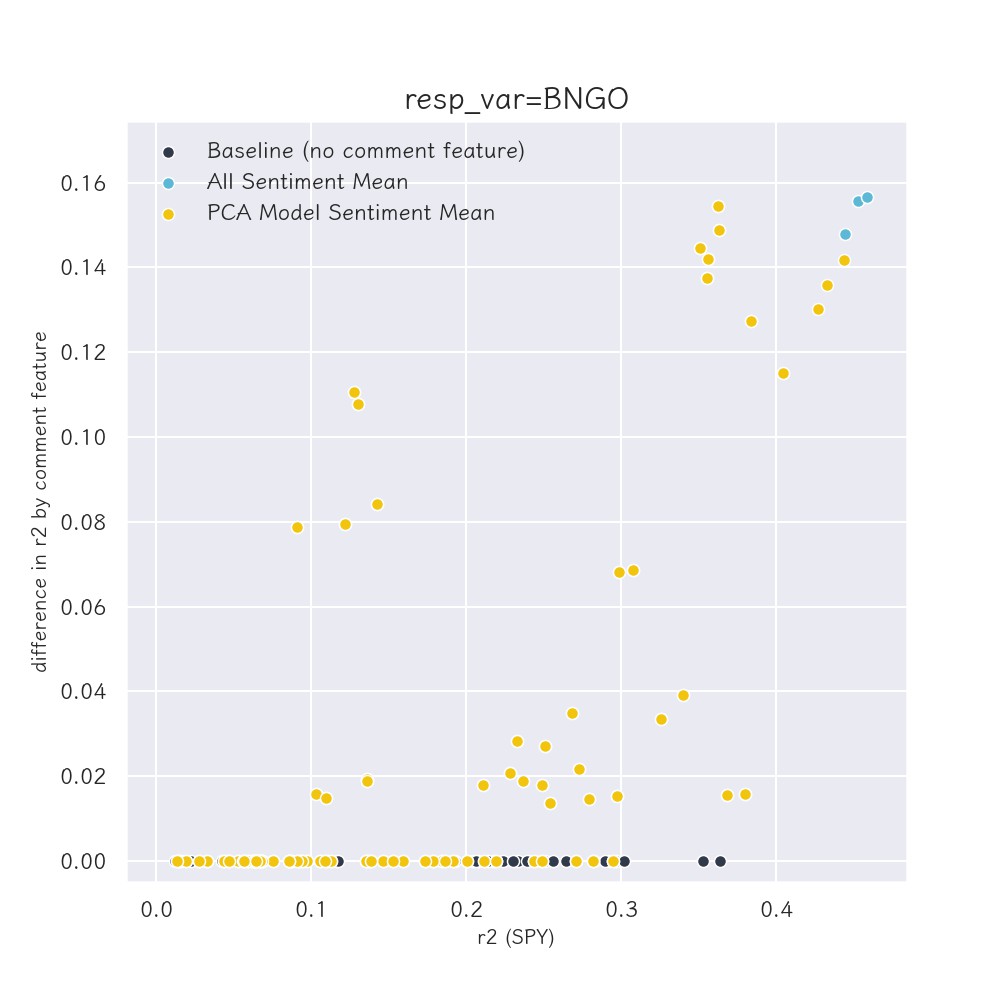 resp_var=BNGO
Baseline (no comment feature)
All Sentiment Mean
PCA Model Sentiment Mean
0.16
0.14
0.12
0.10
0.08
0.06
0.04
0.02
0.00
difference in r2 by comment feature
0.0 0.1 0.2 0.3 0.4
r2 (SPY)